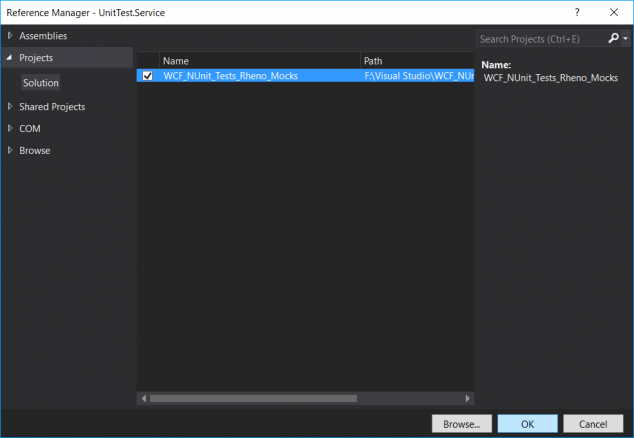 Reference Manager - UnitTest.Service
Assemblies
Projects
Solution
Shared Projects
COM
Browse
Name Path
WCF_NUnit_Tests_Rheno_Mocks F:\Visual Studio\WCF_NUr
Search Projects (Ctrl+E)
Name:
WCF_NUnit_Tests_Rheno_Mocks
Browse... OK Cancel